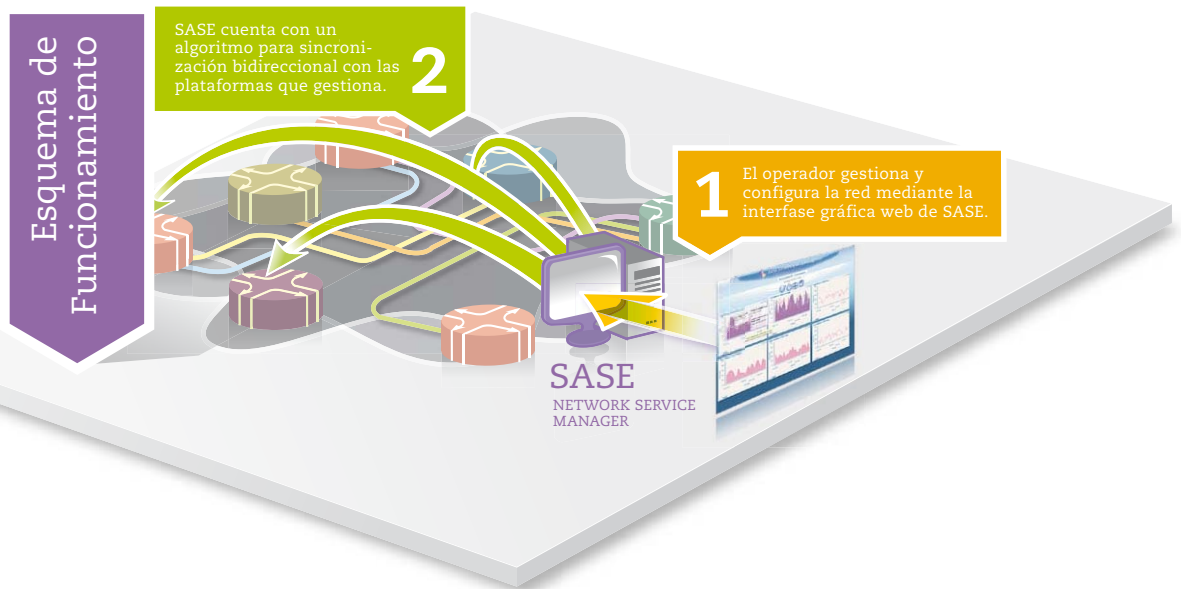 Esquema de
Funcionamiento
SASE cuenta con un
algoritmo para sincroni-
zación bidireccional con las
plataformas que gestiona.
2
1
El operador gestiona y
configura la red mediante la
interfase gráfica web de SASE.
SASE
NETWORK SERVICE
MANAGER